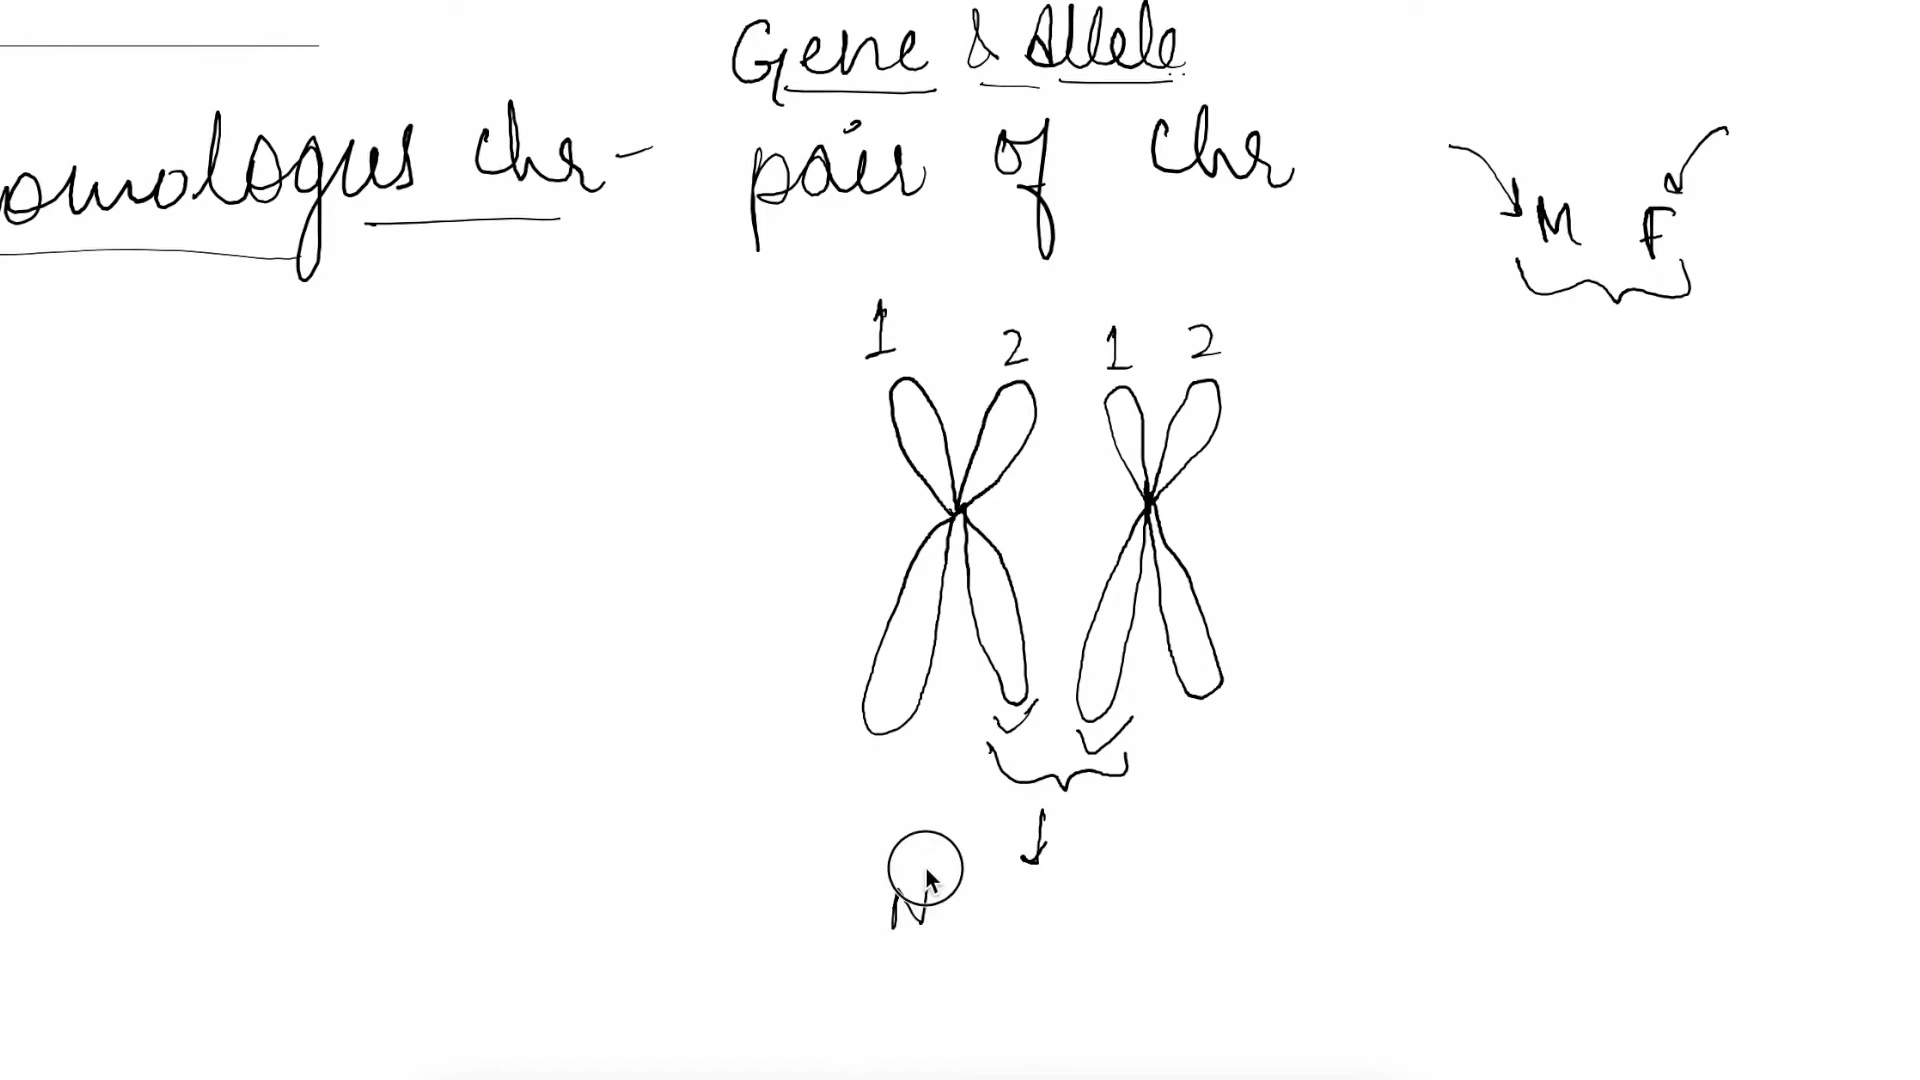 Gene & Allele
omologus chr - pair of chr
M F
1 2 1 2
N